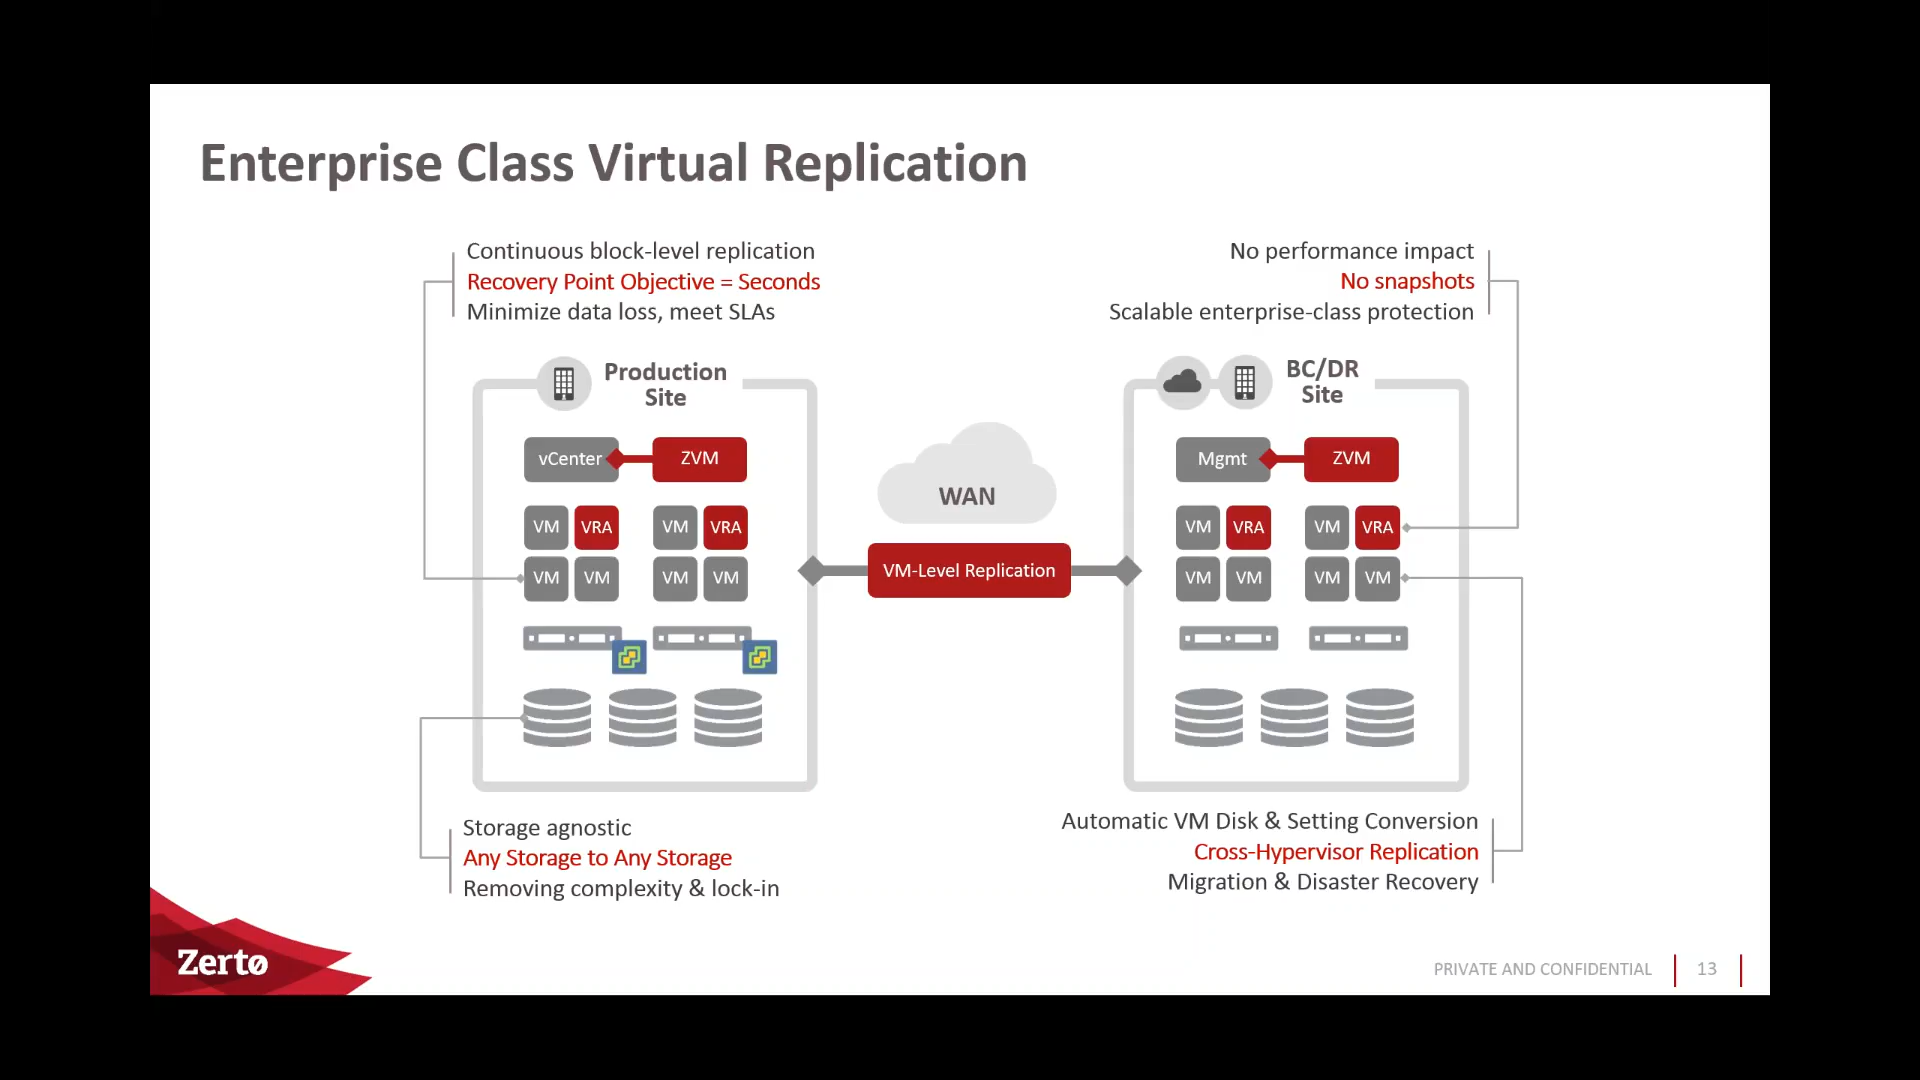 Enterprise Class Virtual Replication
Continuous block-level replication
Recovery Point Objective = Seconds
Minimize data loss, meet SLAs
No performance impact
No snapshots
Scalable enterprise-class protection
Production
Site
vCenter
ZVM
VM VRA VM VRA
VM VM VM VM
WAN
VM-Level Replication
BC/DR
Site
Mgmt
ZVM
VM VRA VM VRA
VM VM VM VM
Storage agnostic
Any Storage to Any Storage
Removing complexity & lock-in
Automatic VM Disk & Setting Conversion
Cross-Hypervisor Replication
Migration & Disaster Recovery
Zerto
PRIVATE AND CONFIDENTIAL
13